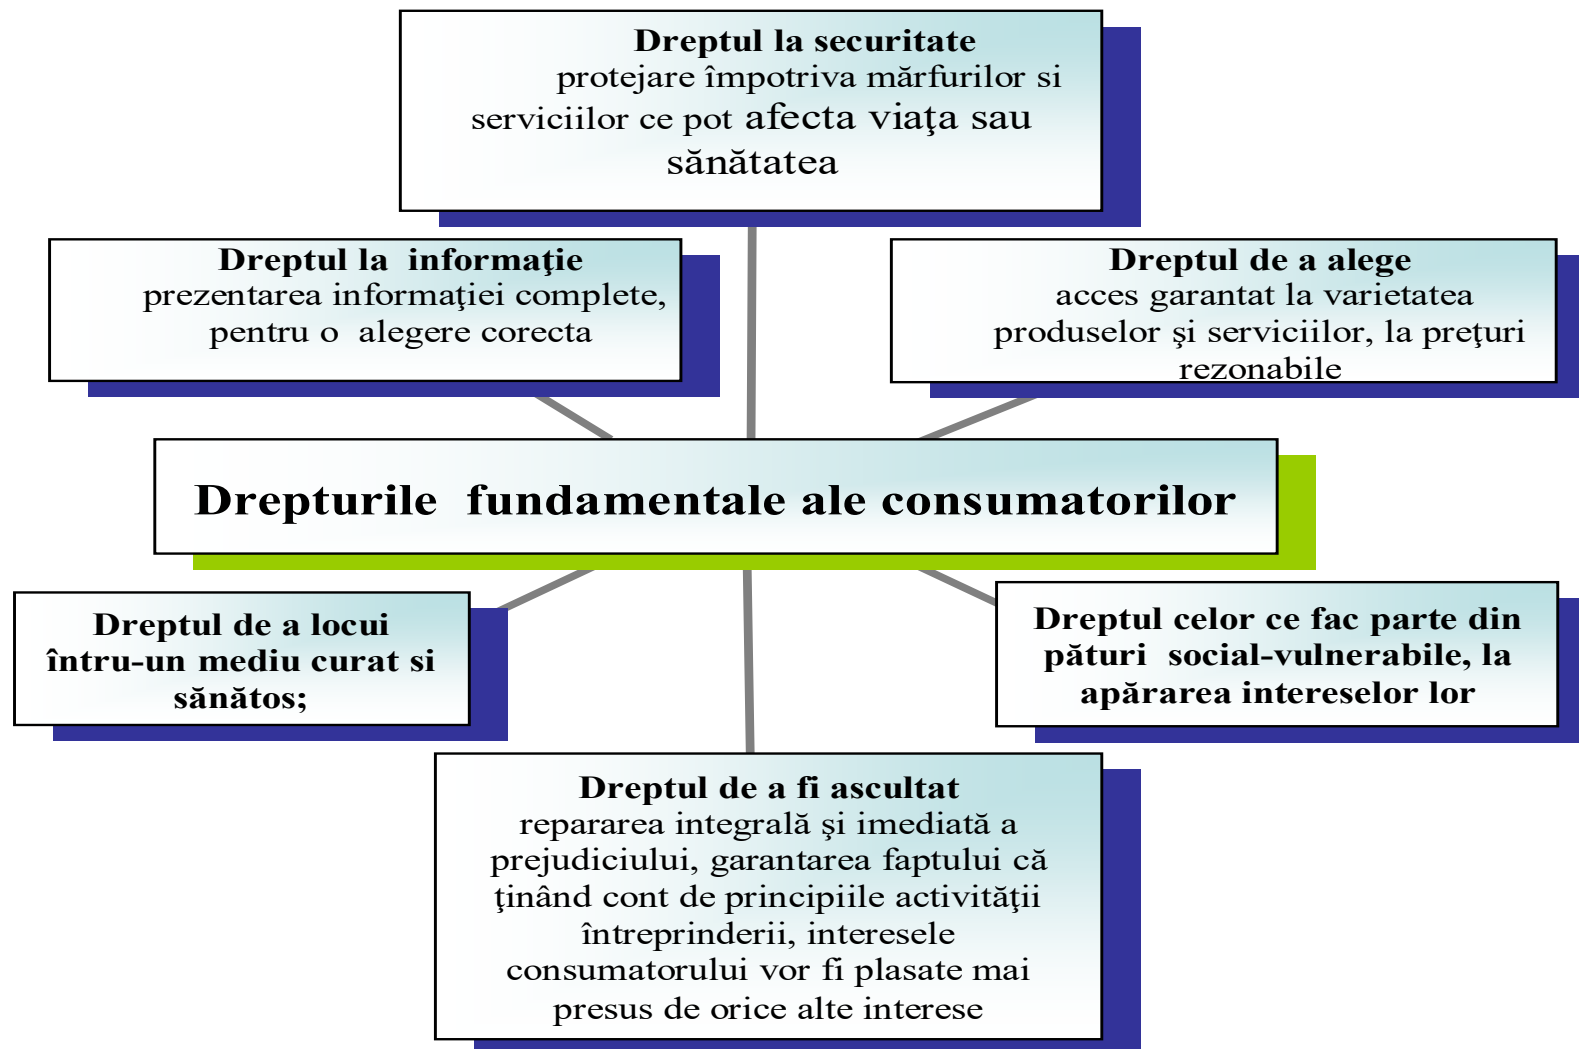 Dreptul la securitate
protejare împotriva mărfurilor si
serviciilor ce pot afecta viaţa sau
sănătatea
Dreptul la informaţie
prezentarea informaţiei complete,
pentru o alegere corecta
Dreptul de a alege
acces garantat la varietatea
produselor şi serviciilor, la preţuri
rezonabile
Drepturile fundamentale ale consumatorilor
Dreptul de a locui
întru-un mediu curat si
sănătos;
Dreptul celor ce fac parte din
pături social-vulnerabile, la
apărarea intereselor lor
Dreptul de a fi ascultat
repararea integrală şi imediată a
prejudiciului, garantarea faptului că
ţinând cont de principiile activităţii
întreprinderii, interesele
consumatorului vor fi plasate mai
presus de orice alte interese